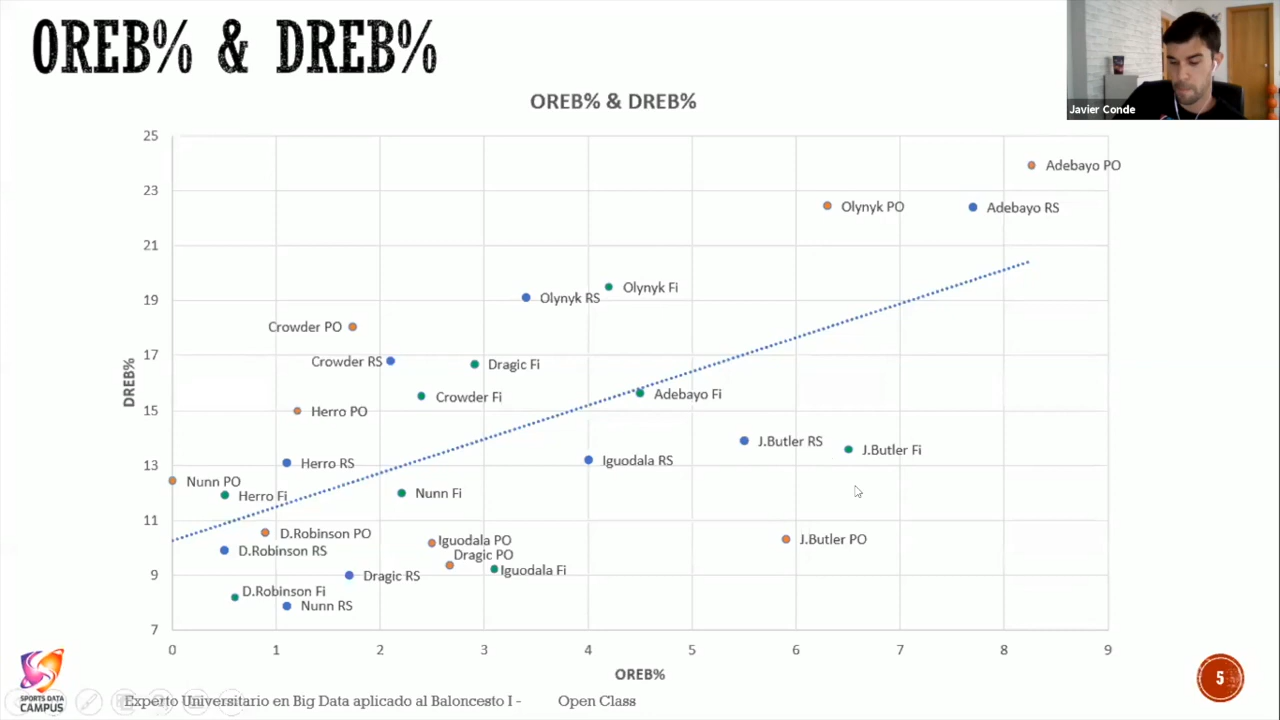 OREB% & DREB%
Javier Conde
OREB% & DREB%
25
23
21
19
17
15
13
11
9
7
DREB%
Adebayo PO
Olynyk PO
Adebayo RS
Olynyk Fi
Olynyk RS
Crowder PO
Crowder RS
Dragic Fi
Adebayo Fi
Crowder Fi
Herro PO
J.Butler RS
J.Butler Fi
Iguodala RS
Herro RS
Nunn PO
Herro Fi
Nunn Fi
D.Robinson PO
Iguodala PO
J.Butler PO
D.Robinson RS
Dragic PO
Iguodala Fi
Dragic RS
D.Robinson Fi
Nunn RS
0 1 2 3 4 5 6 7 8 9
OREB%
SPORTS DATA
CAMPUS
Experto Universitario en Big Data aplicado al Baloncesto I - Open Class
5